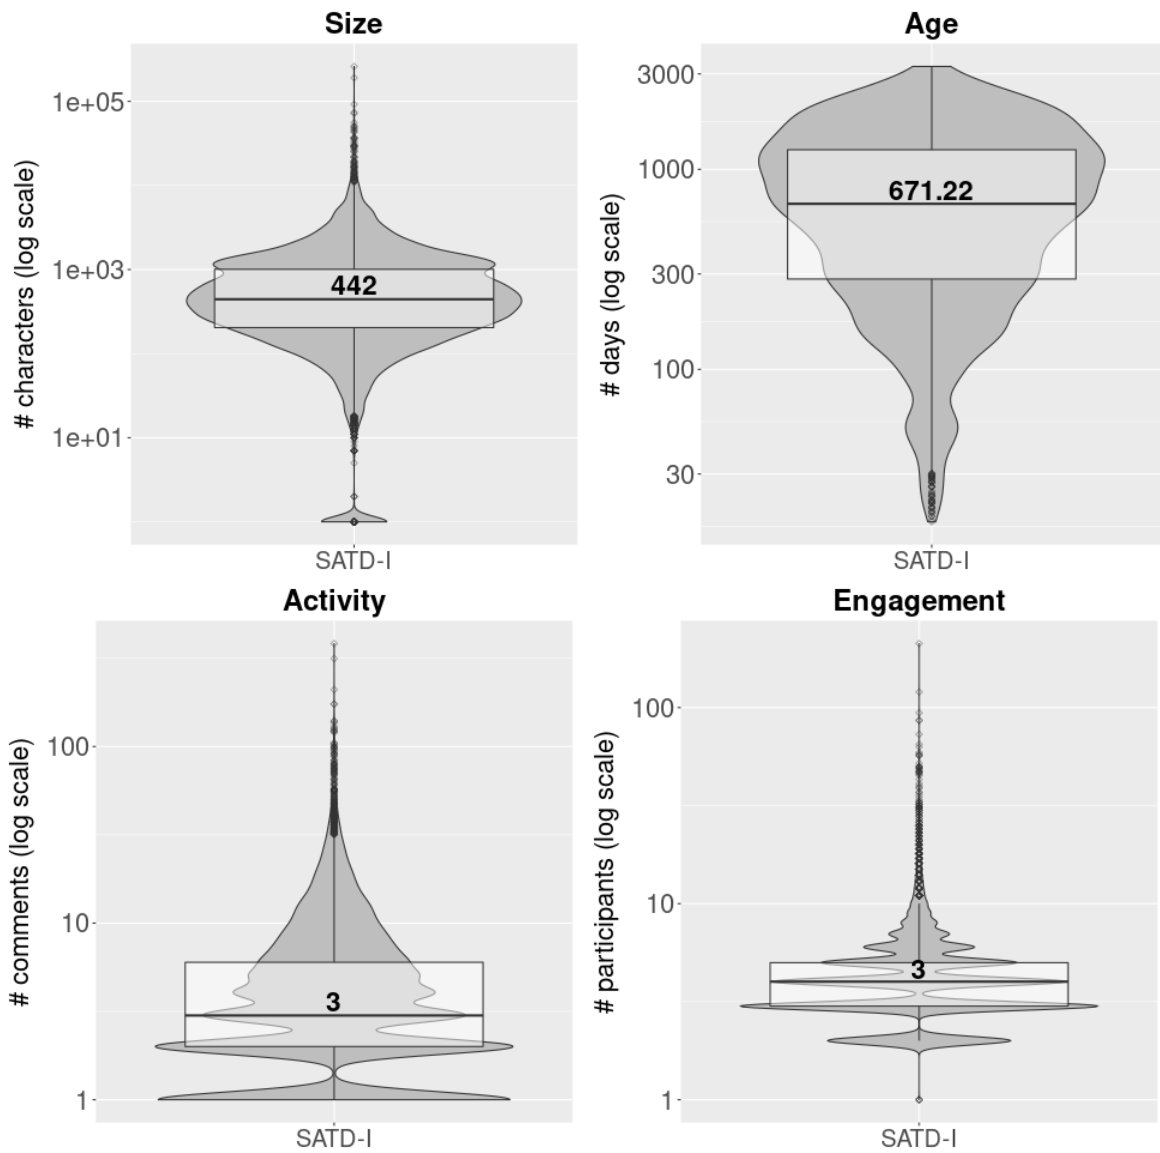 Size
# characters (log scale)
1e+05
1e+03
1e+01
442
SATD-I
Age
# days (log scale)
3000
1000
300
100
30
671.22
SATD-I
Activity
# comments (log scale)
100
10
1
3
SATD-I
Engagement
# participants (log scale)
100
10
1
3
SATD-I